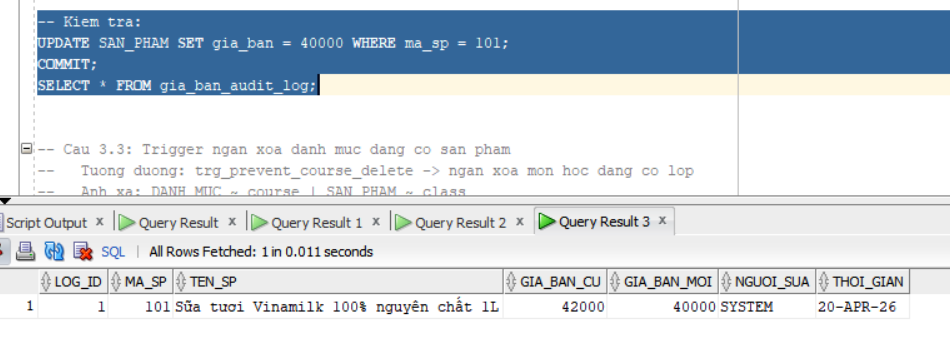 -- Kiem tra:
UPDATE SAN_PHAM SET gia_ban = 40000 WHERE ma_sp = 101;
COMMIT;
SELECT * FROM gia_ban_audit_log;
-- Cau 3.3: Trigger ngan xoa danh muc dang co san pham
--    Tuong duong: trg_prevent_course_delete -> ngan xoa mon hoc dang co lop
--    Anh xa: DANH_MUC ~ course | SAN_PHAM ~ class
Script Output x Query Result x Query Result 1 x Query Result 2 x Query Result 3 x
SQL | All Rows Fetched: 1 in 0.011 seconds
LOG_ID MA_SP TEN_SP GIA_BAN_CU GIA_BAN_MOI NGUOI_SUA THOI_GIAN
1 1 101 Sữa tươi Vinamilk 100% nguyên chất 1L 42000 40000 SYSTEM 20-APR-26